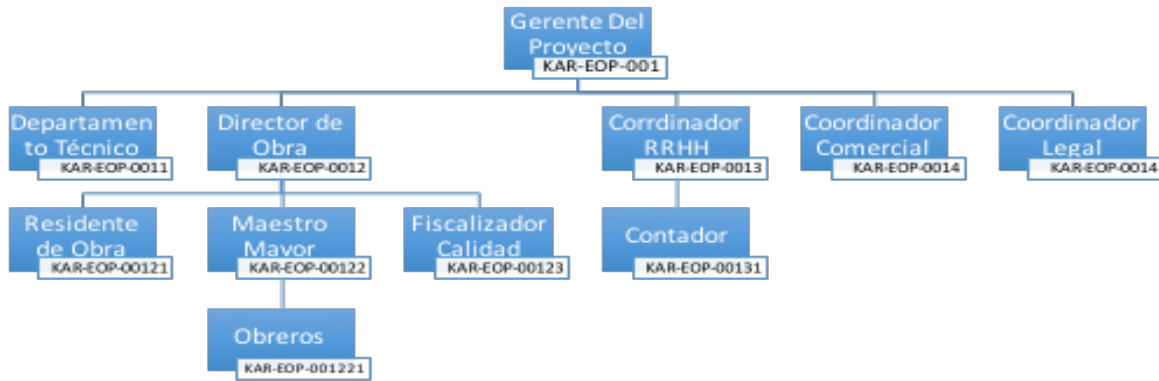 Gerente Del
Proyecto
KAR-EOP-001
Departamen
to Técnico
KAR-EOP-0011
Director de
Obra
KAR-EOP-0012
Corrdinador
RRHH
KAR-EOP-0013
Coordinador
Comercial
KAR-EOP-0014
Coordinador
Legal
KAR-EOP-0014
Residente
de Obra
KAR-EOP-00121
Maestro
Mayor
KAR-EOP-00122
Fiscalizador
Calidad
KAR-EOP-00123
Contador
KAR-EOP-00131
Obreros
KAR-EOP-001221